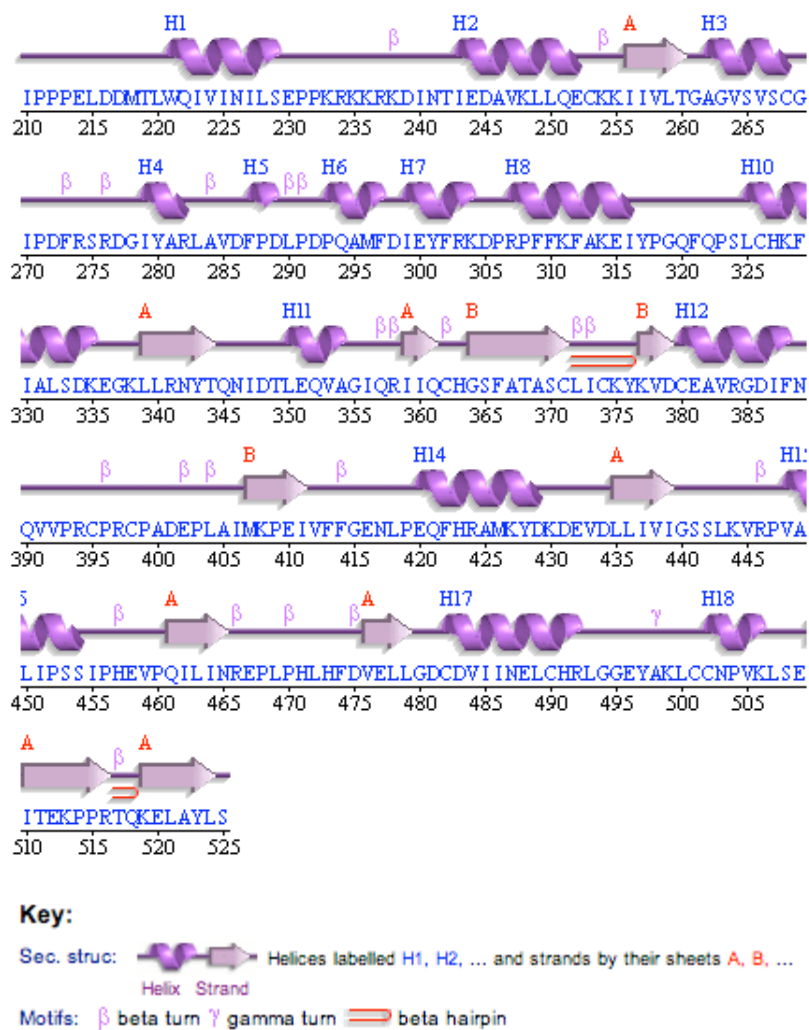 H1 β H2 β A H3
IPPPELDDMTLWQIVINILSEPPKRKKRKDINTIEDAVKLLQECKKIIVLTGAGVSVSCG
210 215 220 225 230 235 240 245 250 255 260 265
β β H4 β H5 ββ H6 H7 H8 H10
IPDFRSRDGIYARLAVDFPDLPDPQAMFDIEYFRKDPRPFFKFAKEIYPGQFQPSLCHKF
270 275 280 285 290 295 300 305 310 315 320 325
A H11 ββ A β B ββ B H12
IALSDKEGKLLRNYTQNIDTLEQVAGIQRIIQCHGSFATASCLICKYKVDCEAVRGDIFN
330 335 340 345 350 355 360 365 370 375 380 385
β β β B β H14 A β H1
QVVPRCPRCPADEPLAIMKPEIVFFGENLPEQFHRAMKYDKDEVDLLIVIGSSLKVRPVA
390 395 400 405 410 415 420 425 430 435 440 445
5 β A β β β A H17 γ H18
LIPSSIPHEVPQILINREPLPHLHFDVELLGDCDVIINELCHRLGGEYAKLCCNPVKLSE
450 455 460 465 470 475 480 485 490 495 500 505
A β A
ITEKPPRTQKELAYLS
510 515 520 525
Key:
Sec. struc: Helices labelled H1, H2, ... and strands by their sheets A, B, ...
Helix Strand
Motifs: β beta turn γ gamma turn beta hairpin